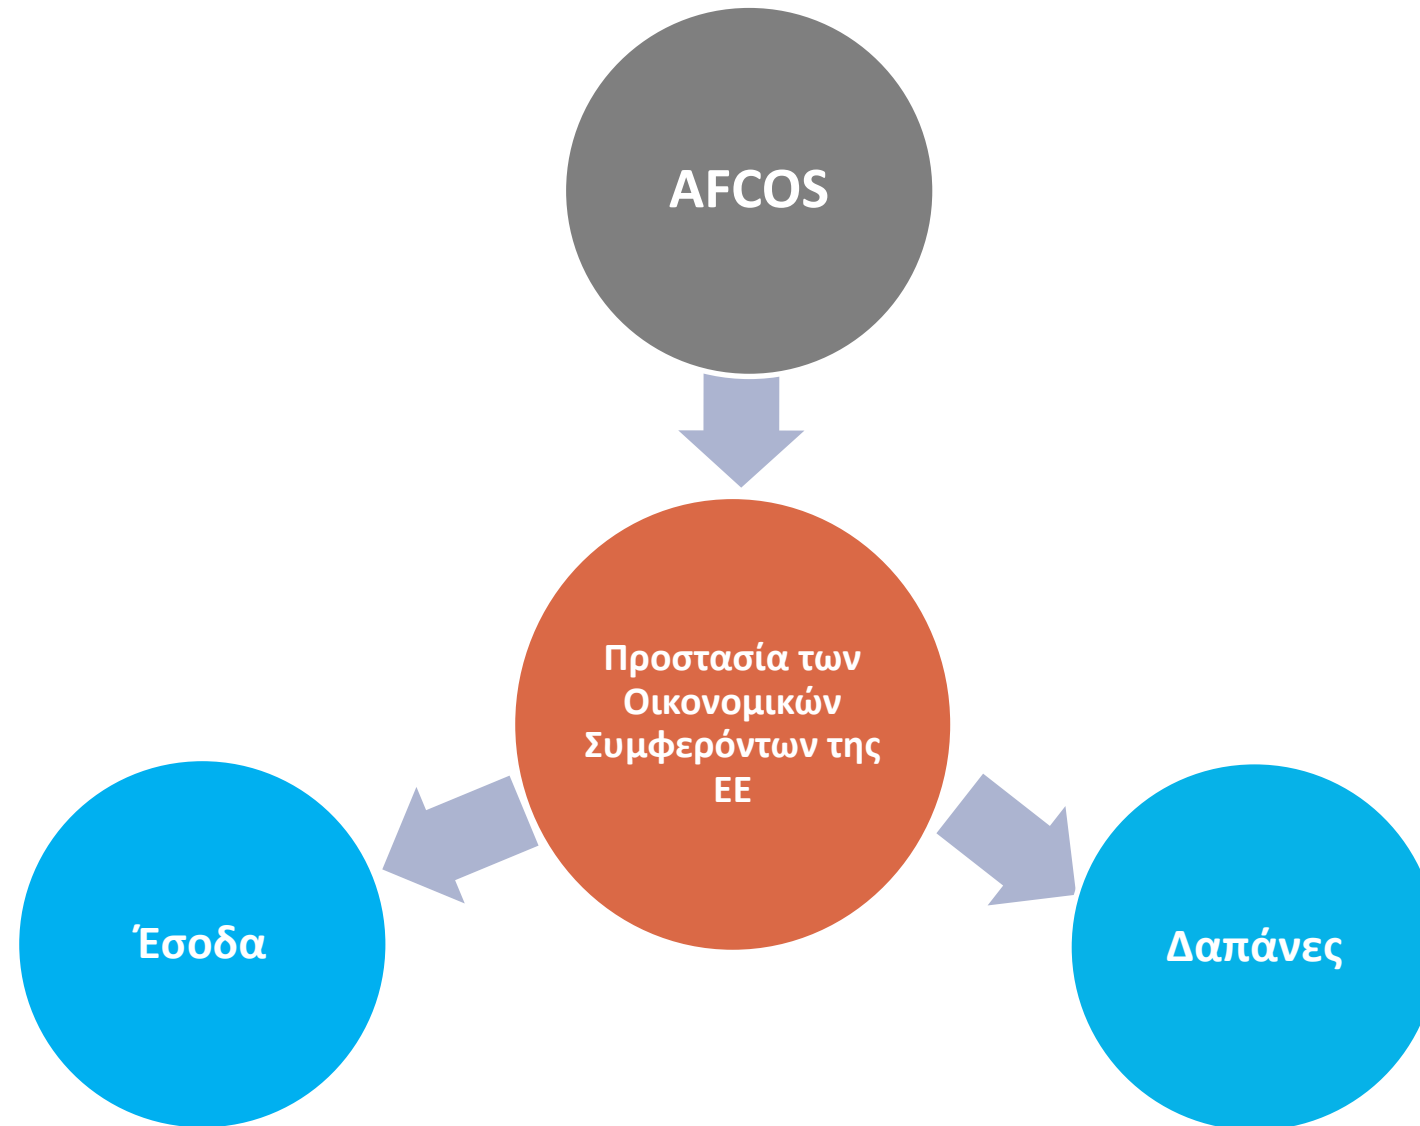 AFCOS
Προστασία των
Οικονομικών
Συμφερόντων της
ΕΕ
Έσοδα
Δαπάνες